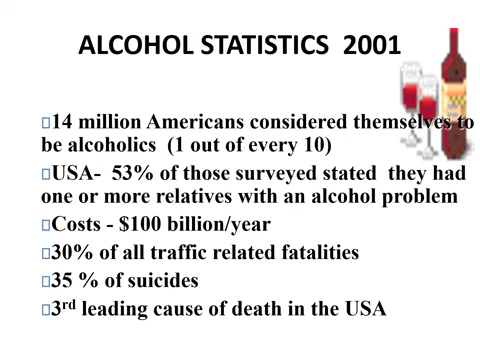 ALCOHOL STATISTICS 2001
14 million Americans considered themselves to
be alcoholics (1 out of every 10)
USA- 53% of those surveyed stated they had
one or more relatives with an alcohol problem
Costs - $100 billion/year
30% of all traffic related fatalities
35 % of suicides
3rd leading cause of death in the USA